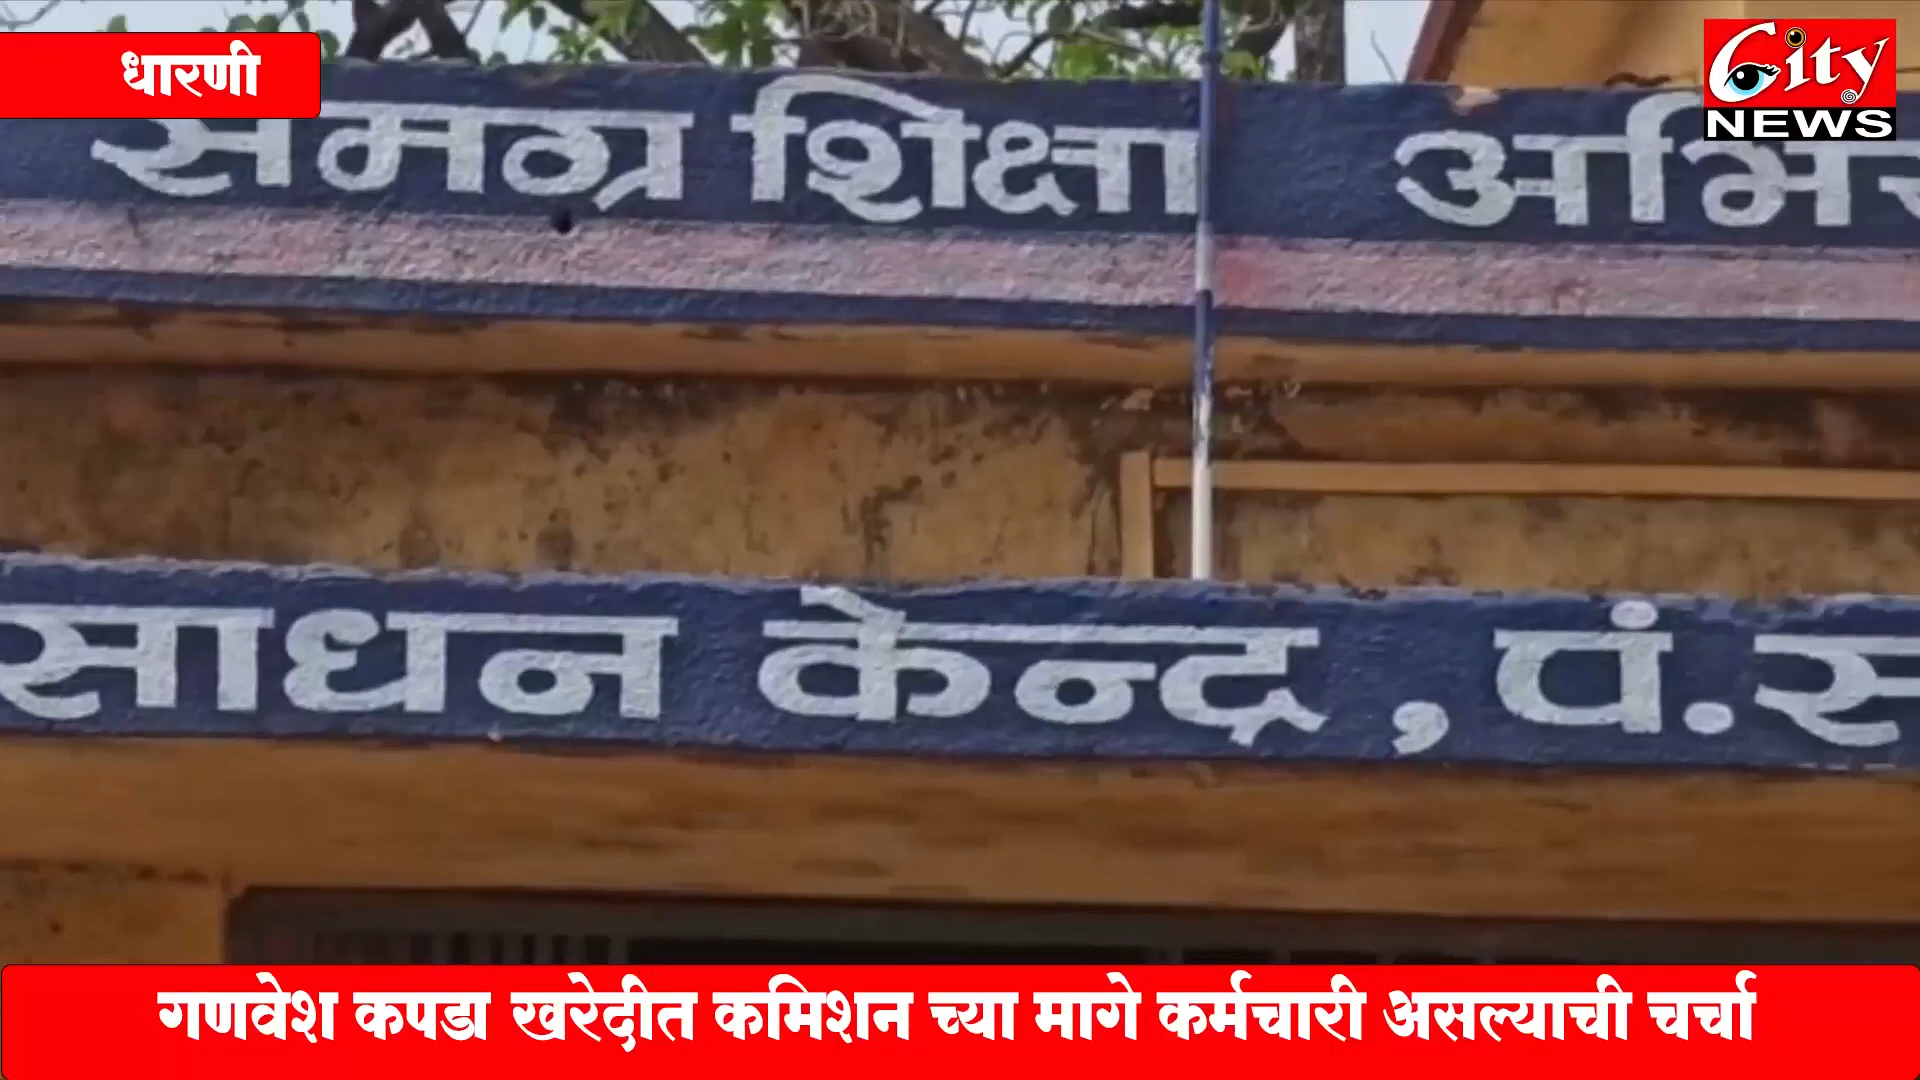 धारणी
City
NEWS
समग्र शिक्षा
साधन केन्द्र, पं.स
गणवेश कपडा खरेदीत कमिशन च्या मागे कर्मचारी असल्याची चर्चा